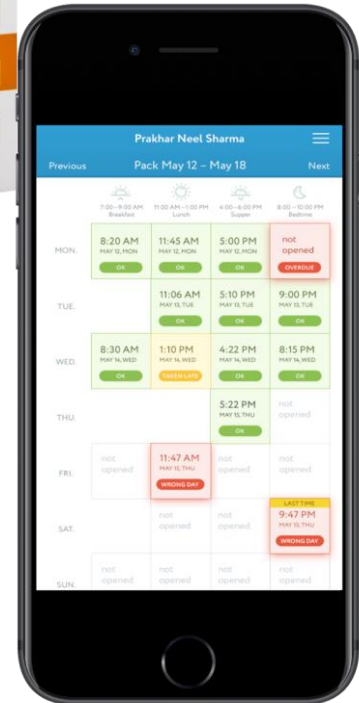 Prakhar Neel Sharma
Previous
Pack May 12 – May 18
Next
7:00–9:00 AM
Breakfast
11:00 AM–1:00 PM
Lunch
4:00–6:00 PM
Supper
8:00–10:00 PM
Bedtime
MON.
8:20 AM
MAY 12, MON
OK
11:45 AM
MAY 12, MON
OK
5:00 PM
MAY 12, MON
OK
not
opened
OVERDUE
TUE.
11:06 AM
MAY 13, TUE
OK
5:10 PM
MAY 13, TUE
OK
9:00 PM
MAY 13, TUE
OK
WED.
8:30 AM
MAY 14, WED
OK
1:10 PM
MAY 14, WED
TAKEN LATE
4:22 PM
MAY 14, WED
OK
8:15 PM
MAY 14, WED
OK
THU.
5:22 PM
MAY 15, THU
OK
not
opened
FRI.
not
opened
11:47 AM
MAY 15, THU
WRONG DAY
not
opened
not
opened
SAT.
not
opened
not
opened
LAST TIME
9:47 PM
MAY 15, THU
WRONG DAY
SUN.
not
opened
not
opened
not
opened
not
opened